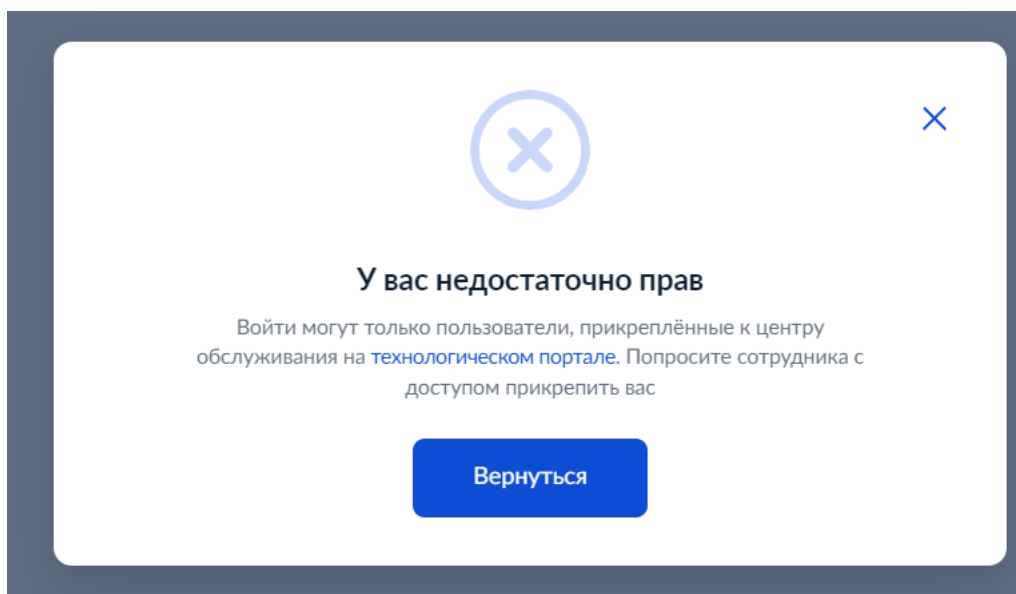 У вас недостаточно прав
Войти могут только пользователи, прикреплённые к центру
обслуживания на технологическом портале. Попросите сотрудника с
доступом прикрепить вас
Вернуться